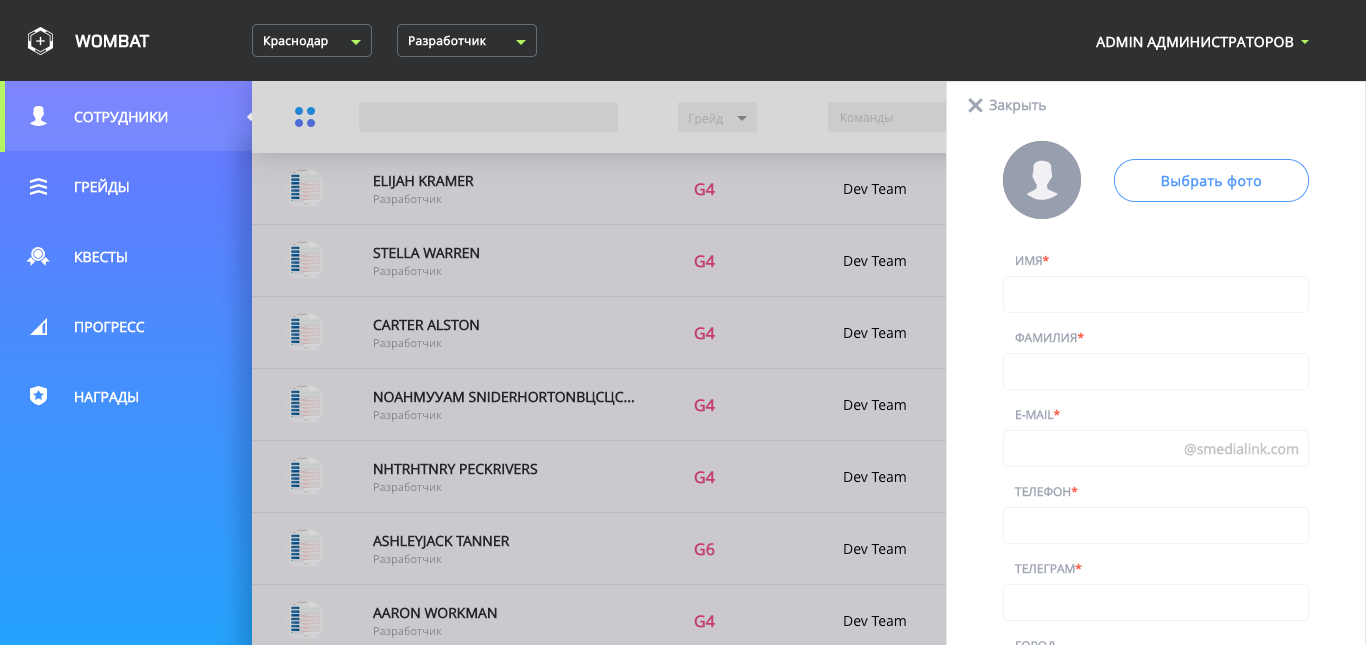 WOMBAT
Краснодар
Разработчик
ADMIN АДМИНИСТРАТОРОВ
СОТРУДНИКИ
ГРЕЙДЫ
КВЕСТЫ
ПРОГРЕСС
НАГРАДЫ
Грейд
Команды
ELIJAH KRAMER
Разработчик
G4
Dev Team
STELLA WARREN
Разработчик
G4
Dev Team
CARTER ALSTON
Разработчик
G4
Dev Team
NOAHМУУАМ SNIDERHORTONВЦСЦС...
Разработчик
G4
Dev Team
NHTRHTNRY PECKRIVERS
Разработчик
G4
Dev Team
ASHLEYJACK TANNER
Разработчик
G6
Dev Team
AARON WORKMAN
Разработчик
G4
Dev Team
Закрыть
Выбрать фото
ИМЯ*
ФАМИЛИЯ*
E-MAIL*
@smedialink.com
ТЕЛЕФОН*
ТЕЛЕГРАМ*
ГОРОД